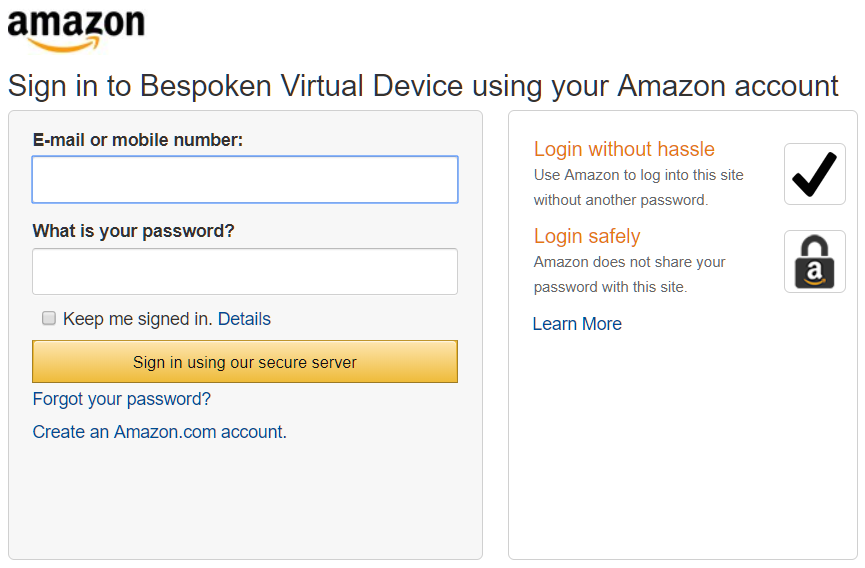 amazon
Sign in to Bespoken Virtual Device using your Amazon account
E-mail or mobile number:
What is your password?
Keep me signed in. Details
Sign in using our secure server
Forgot your password?
Create an Amazon.com account.
Login without hassle
Use Amazon to log into this site
without another password.
Login safely
Amazon does not share your
password with this site.
a
Learn More